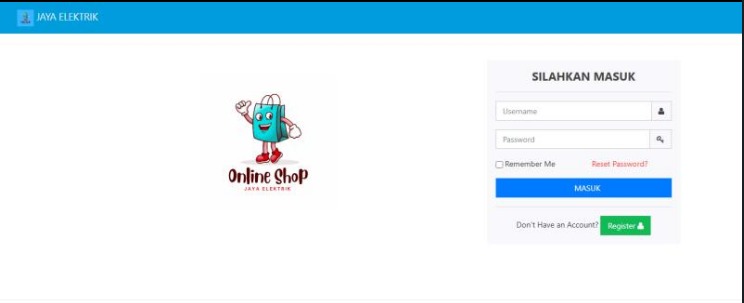 JAYA ELEKTRIK
Online Shop
JAYA ELEKTRIK
SILAHKAN MASUK
Username
Password
Remember Me Reset Password?
MASUK
Don't Have an Account? Register